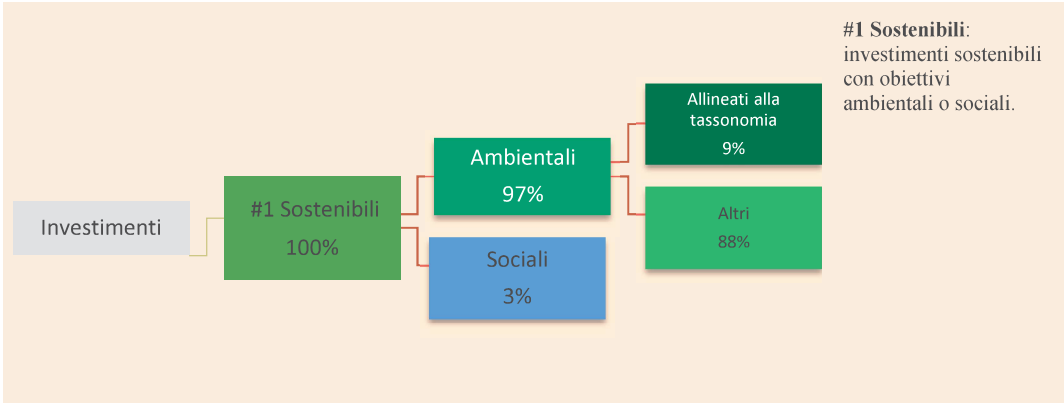 Investimenti
#1 Sostenibili
100%
Ambientali
97%
Sociali
3%
Allineati alla
tassonomia
9%
Altri
88%
#1 Sostenibili:
investimenti sostenibili
con obiettivi
ambientali o sociali.